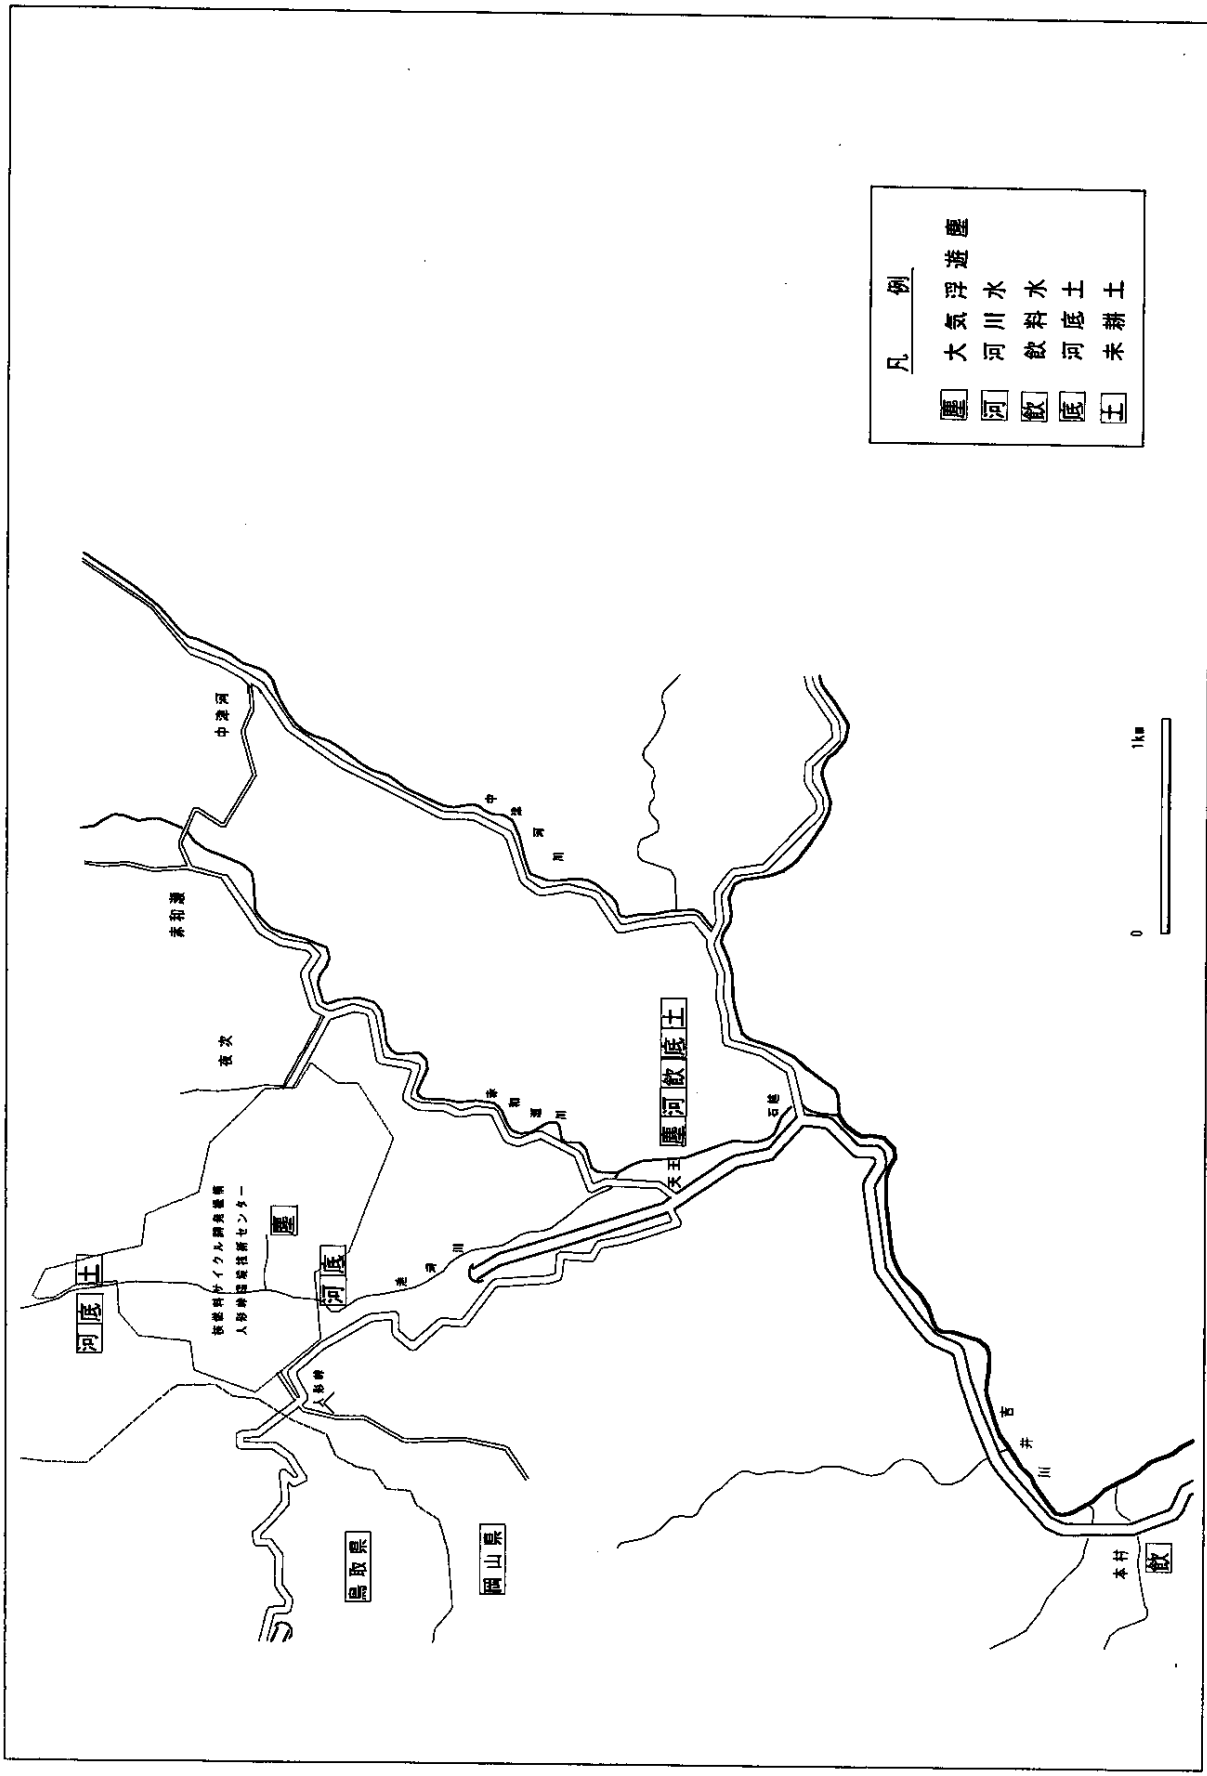 凡例
塵 大気浮遊塵
河 河川水
飲 飲料水
底 河底土
土 未耕土
中津河
赤和瀬
夜次
中津河川
赤和瀬川
核燃料サイクル開発機構
人形峠環境技術センター
塵
河底
河底土
池河川
人形峠
鳥取県
岡山県
天王
塵河飲底土
石越
吉井川
本村
飲
0
1km